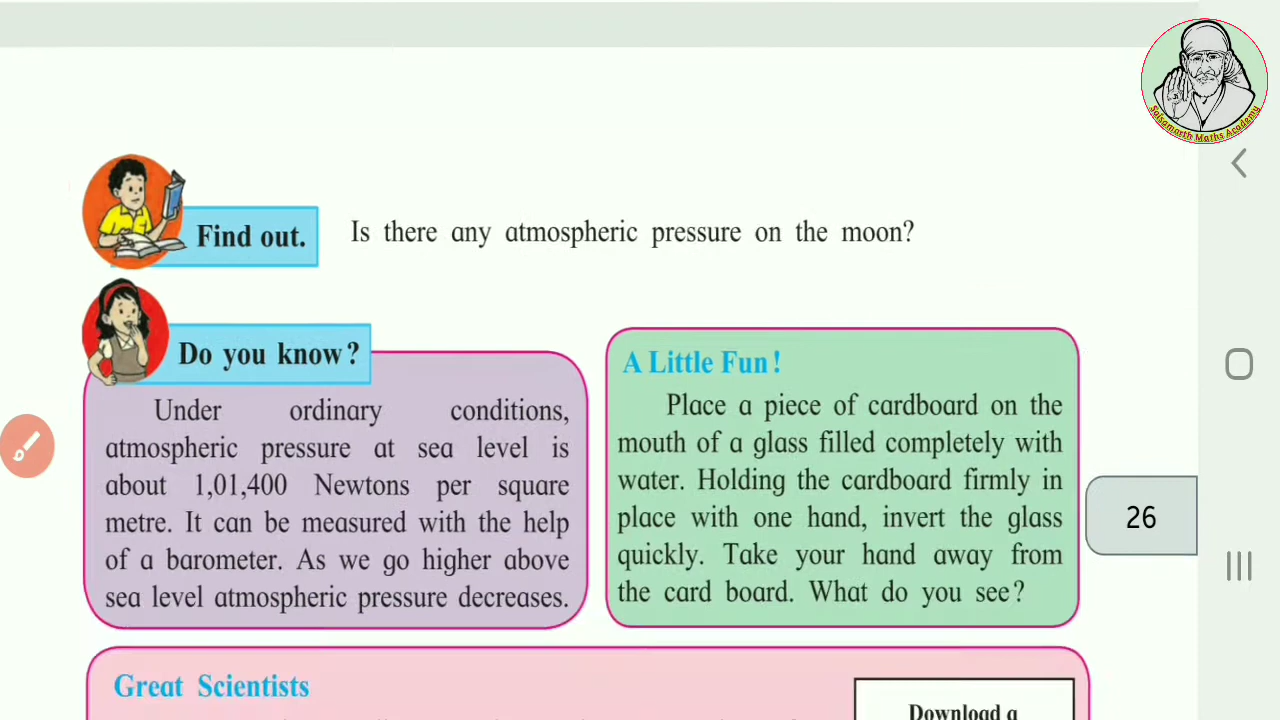 Saisamarth Maths Academy
Find out.
Is there any atmospheric pressure on the moon?
Do you know?
Under ordinary conditions,
atmospheric pressure at sea level is
about 1,01,400 Newtons per square
metre. It can be measured with the help
of a barometer. As we go higher above
sea level atmospheric pressure decreases.
A Little Fun!
Place a piece of cardboard on the
mouth of a glass filled completely with
water. Holding the cardboard firmly in
place with one hand, invert the glass
quickly. Take your hand away from
the card board. What do you see?
26
Great Scientists
Download a